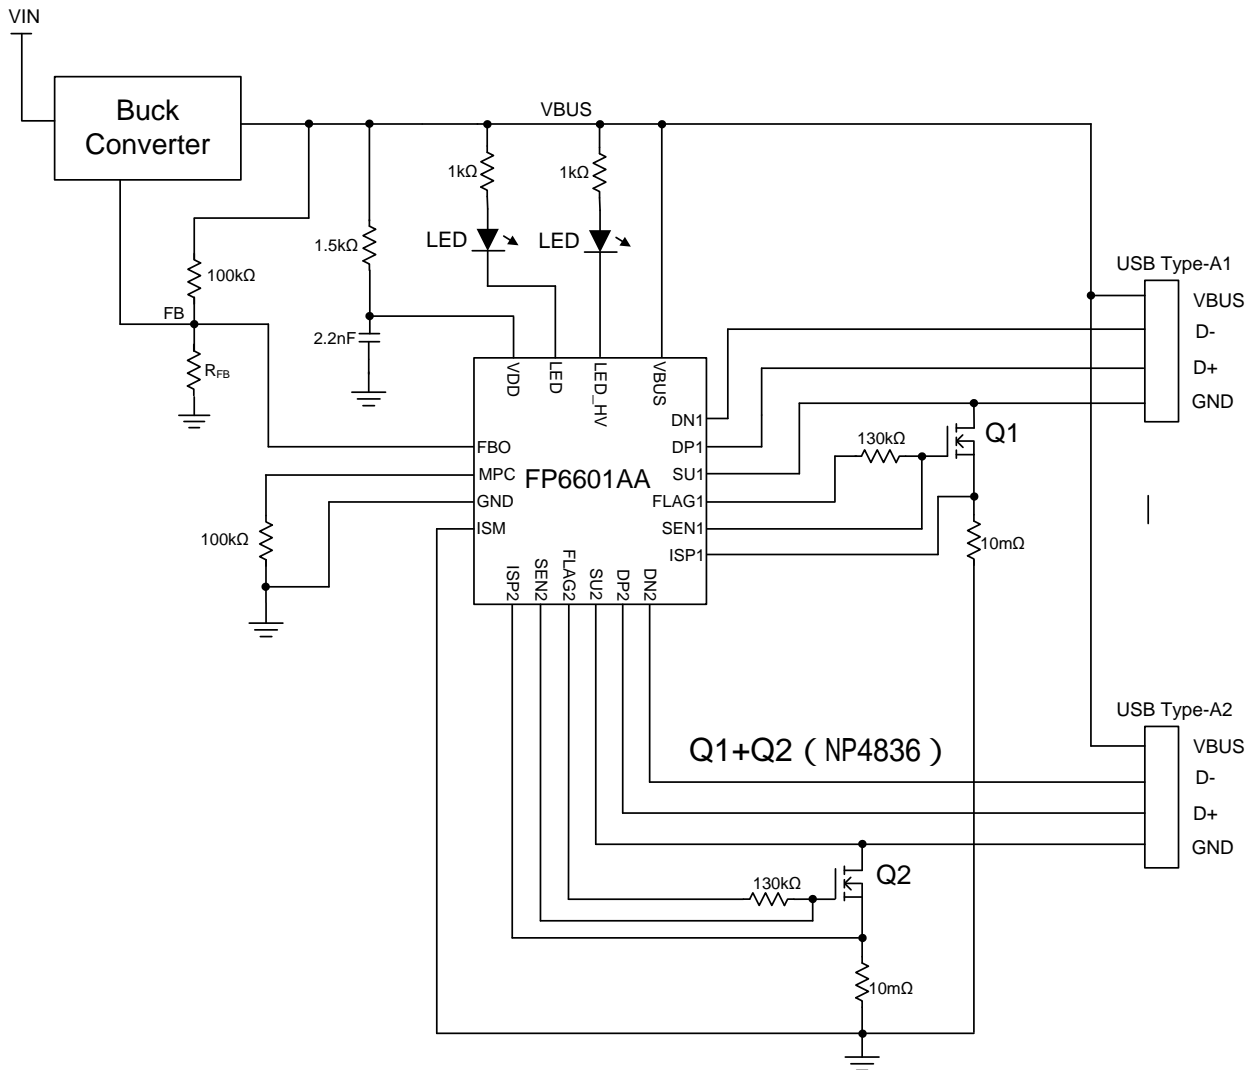 VIN
Buck
Converter
VBUS
1kΩ
1kΩ
LED
LED
1.5kΩ
100kΩ
FB
2.2nF
RFB
USB Type-A1
VBUS
D-
D+
GND
VDD
LED
LED_HV
VBUS
DN1
DP1
SU1
FLAG1
SEN1
ISP1
FBO
MPC
GND
ISM
FP6601AA
130kΩ
Q1
10mΩ
100kΩ
ISP2
SEN2
FLAG2
SU2
DP2
DN2
Q1+Q2（NP4836）
USB Type-A2
VBUS
D-
D+
GND
130kΩ
Q2
10mΩ